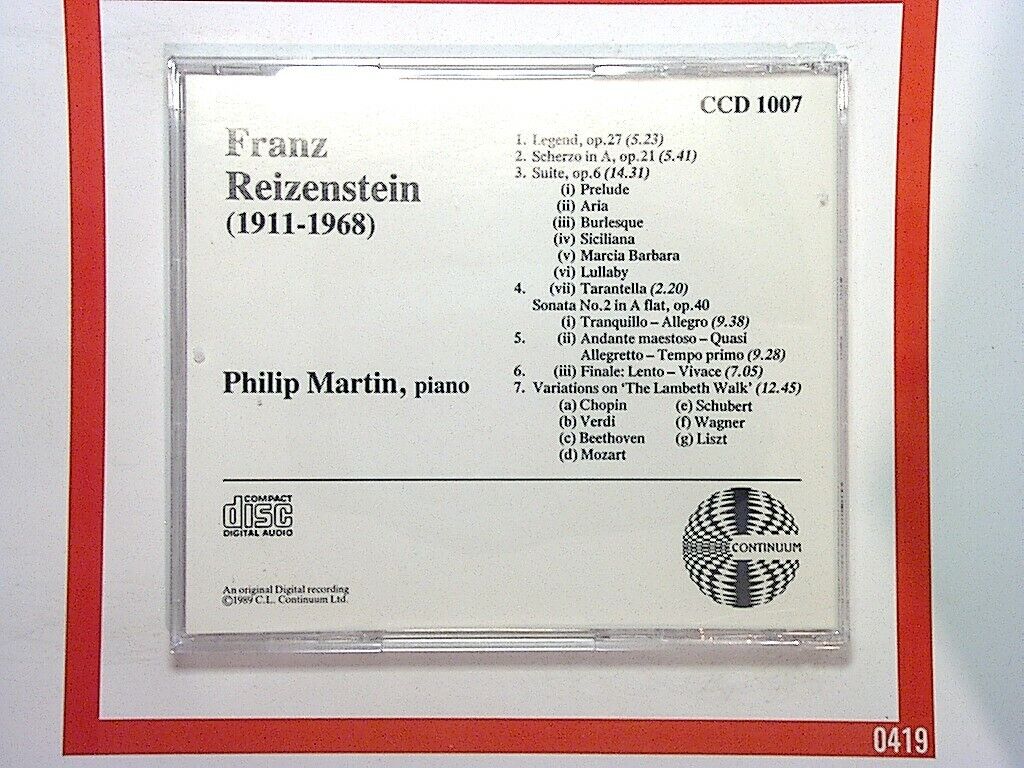 CCD 1007
Franz
Reizenstein
(1911-1968)
Philip Martin, piano
1. Legend, op.27 (5.23)
2. Scherzo in A, op.21 (5.41)
3. Suite, op.6 (14.31)
(i) Prelude
(ii) Aria
(iii) Burlesque
(iv) Siciliana
(v) Marcia Barbara
(vi) Lullaby
4. (vii) Tarantella (2.20)
Sonata No.2 in A flat, op.40
(i) Tranquillo – Allegro (9.38)
5. (ii) Andante maestoso – Quasi
Allegretto – Tempo primo (9.28)
6. (iii) Finale: Lento – Vivace (7.05)
7. Variations on ‘The Lambeth Walk’ (12.45)
(a) Chopin (e) Schubert
(b) Verdi (f) Wagner
(c) Beethoven (g) Liszt
(d) Mozart
COMPACT
disc
DIGITAL AUDIO
CONTINUUM
An original Digital recording
©1989 C.L. Continuum Ltd.
0419